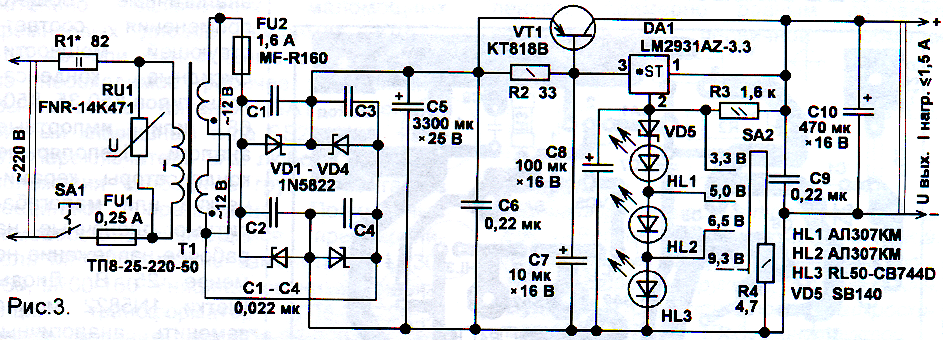 R1* 82
RU1
FNR-14K471
U
~220 В
SA1
FU1
0,25 А
I
T1
ТП8-25-220-50
FU2
1,6 А
MF-R160
~12 В
~12 В
C1
C3
VD1 - VD4
1N5822
C2
C4
C1 - C4
0,022 мк
C5
3300 мк
×25 В
C6
0,22 мк
VT1
КТ818В
R2 33
DA1
LM2931AZ-3.3
3
*ST
1
2
R3 1,6 к
VD5
C8
100 мк
×16 В
C7
10 мк
×16 В
HL1
HL2
HL3
SA2
3,3 В
5,0 В
6,5 В
9,3 В
R4
4,7
C10
470 мк
×16 В
C9
0,22 мк
+
−
U вых. I нагр. ≤1,5 А
HL1 АЛ307КМ
HL2 АЛ307КМ
HL3 RL50-CB744D
VD5 SB140
Рис.3.